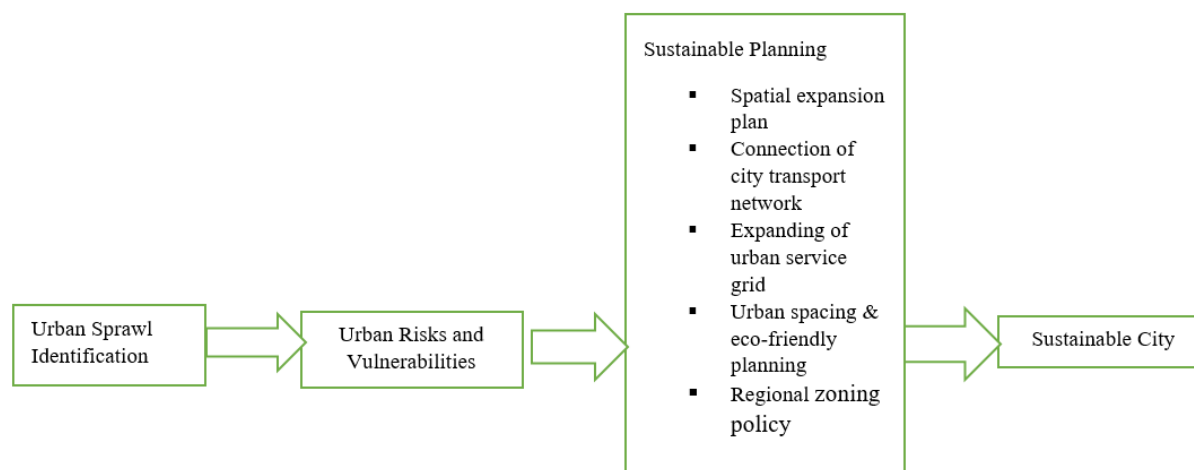 Urban Sprawl
Identification
Urban Risks and
Vulnerabilities
Sustainable Planning
▪ Spatial expansion
plan
▪ Connection of
city transport
network
▪ Expanding of
urban service
grid
▪ Urban spacing &
eco-friendly
planning
▪ Regional zoning
policy
Sustainable City